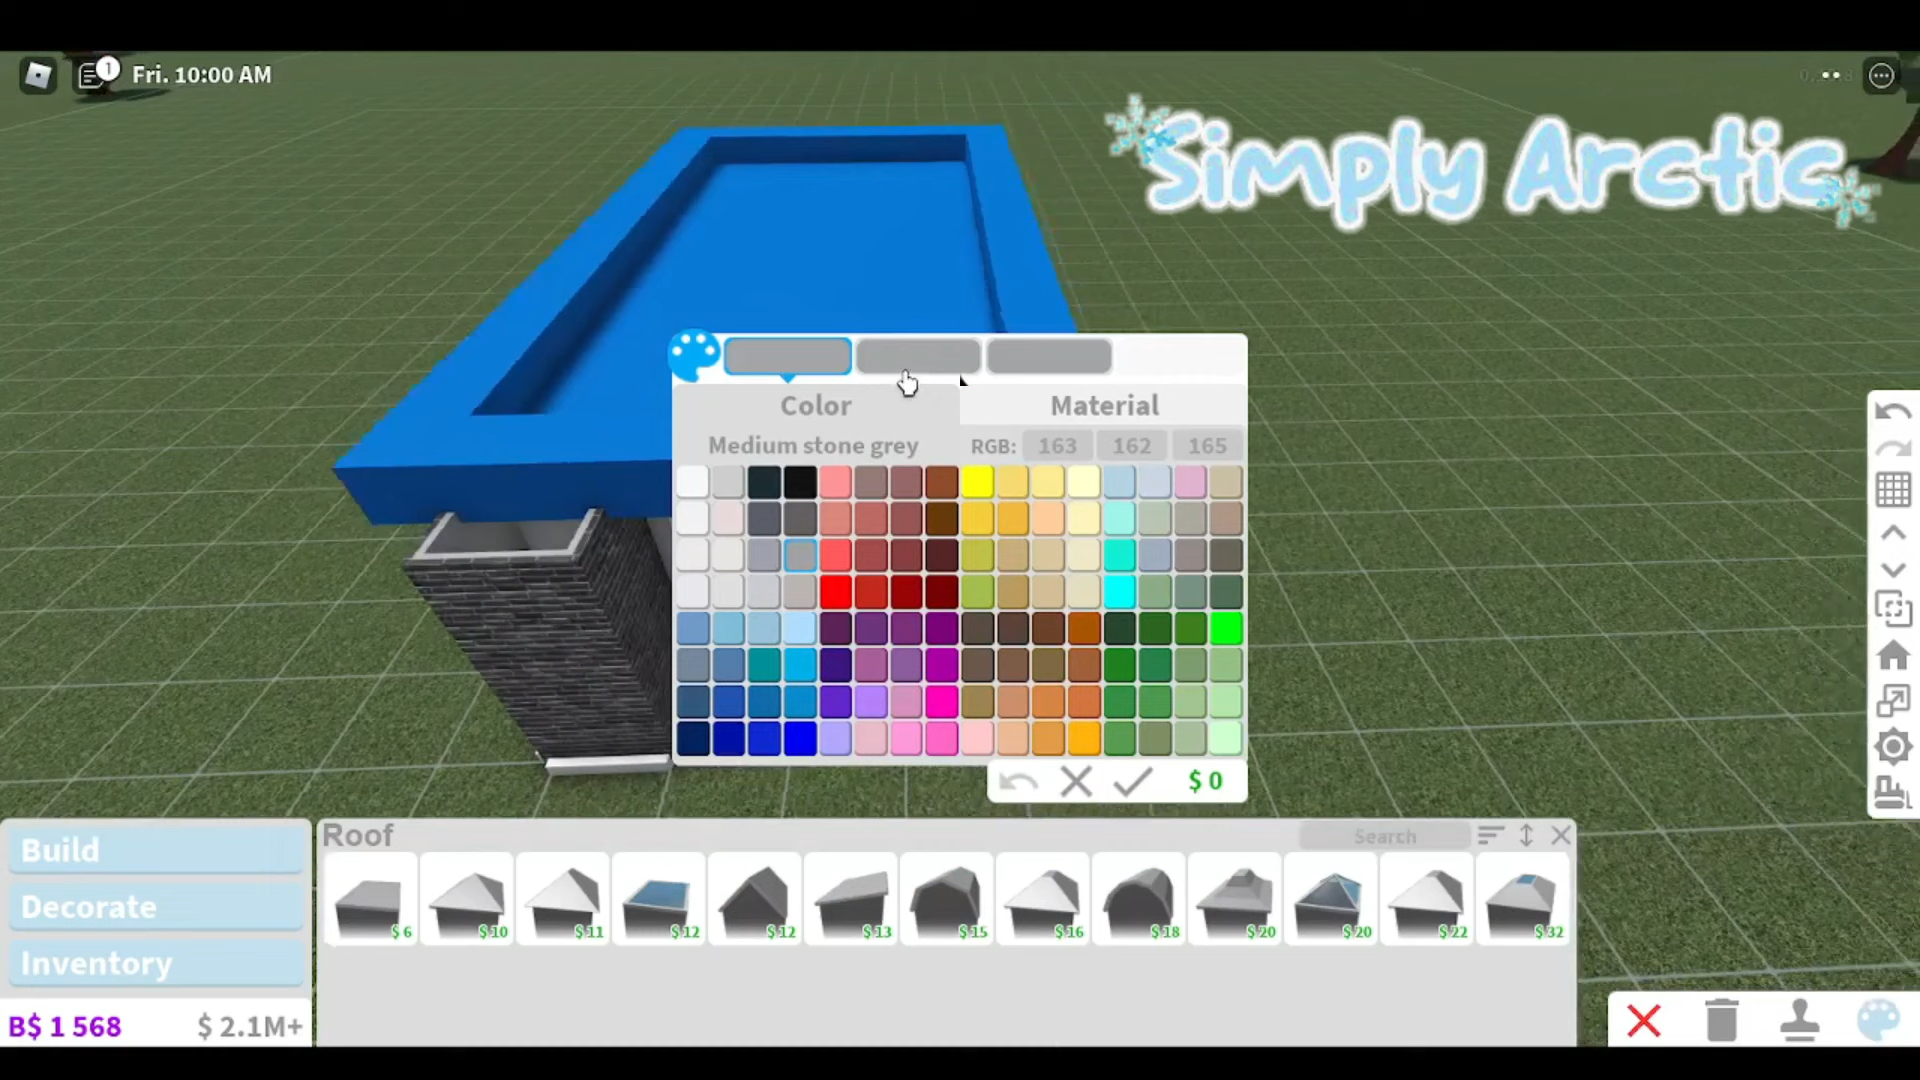 1
Fri. 10:00 AM
Simply Arctic
Color
Material
Medium stone grey
RGB: 163 162 165
$ 0
Build
Decorate
Inventory
B$ 1 568
$ 2.1M+
Roof
Search
$ 6
$ 10
$ 11
$ 12
$ 12
$ 13
$ 15
$ 16
$ 18
$ 20
$ 20
$ 22
$ 32